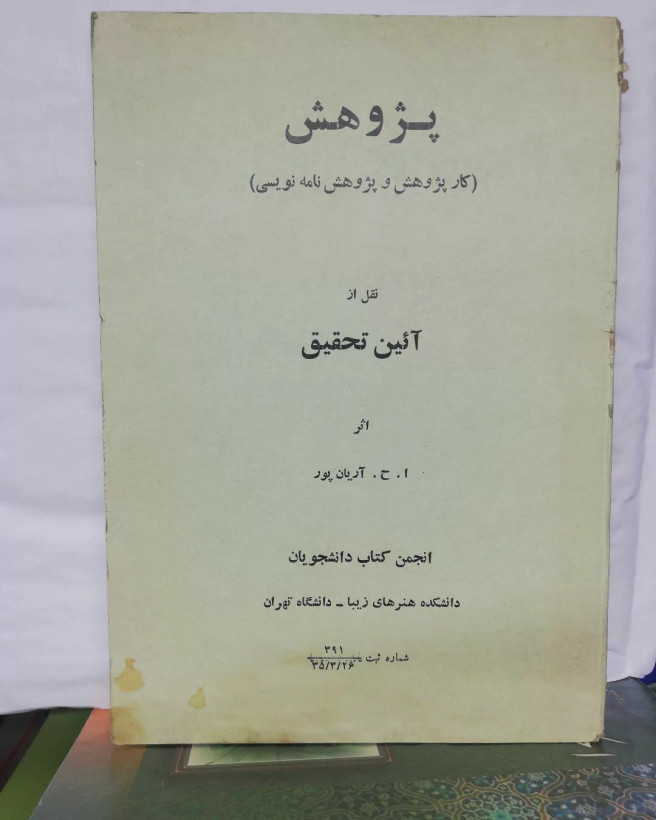 پژوهش
(کار پژوهش و پژوهش نامه نویسی)
نقل از
آئین تحقیق
اثر
ا. ح. آریان پور
انجمن کتاب دانشجویان
دانشکده هنرهای زیبا - دانشگاه تهران
شماره ثبت ۳۹۱
۳۵/۳/۲۶